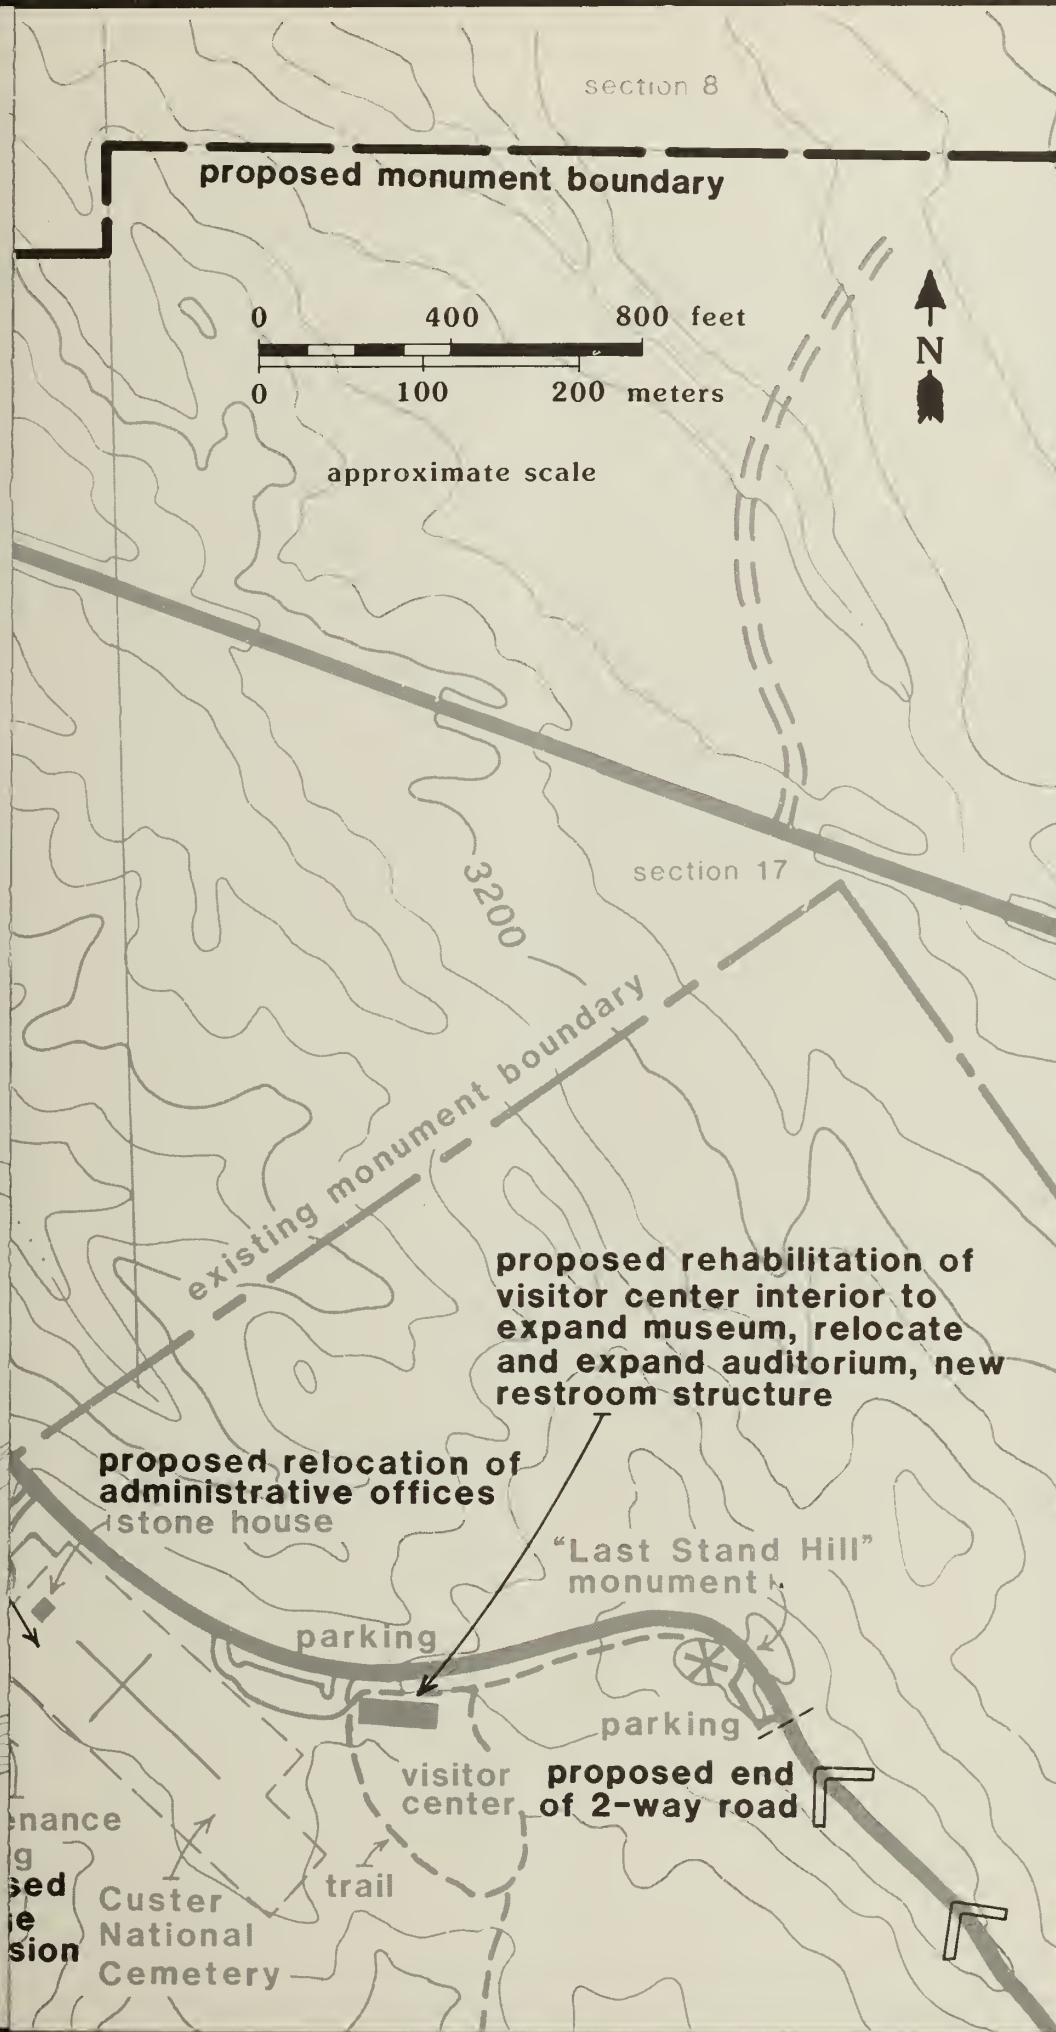 section 8
proposed monument boundary
0 400 800 feet
N
0 100 200 meters
approximate scale
section 17
3200
existing monument boundary
proposed rehabilitation of
visitor center interior to
expand museum, relocate
and expand auditorium, new
restroom structure
proposed relocation of
administrative offices
stone house
"Last Stand Hill"
monument
parking
parking
visitor
center
proposed end
of 2-way road
enance
g
sed
e
sion
trail
Custer
National
Cemetery